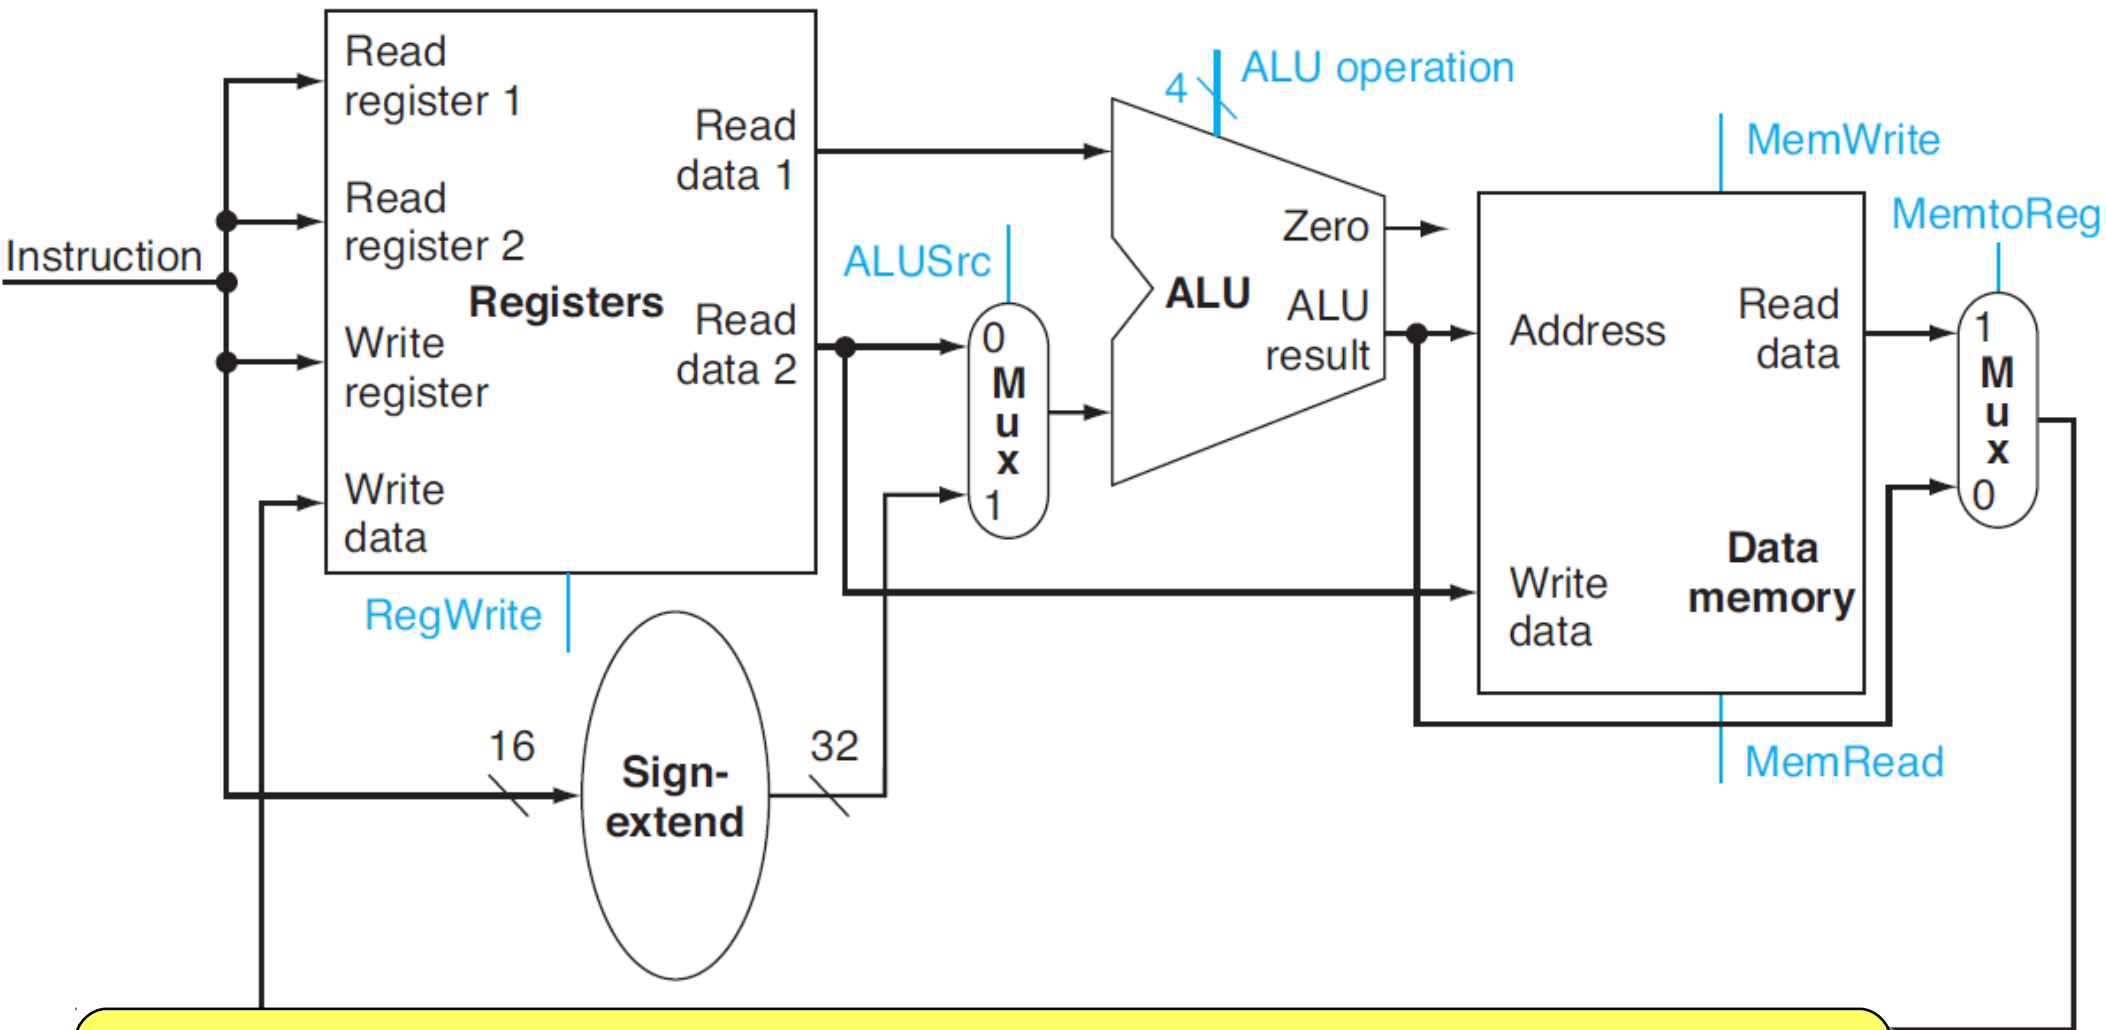 Instruction
Read
register 1
Read
register 2
Write
register
Write
data
Registers
Read
data 1
Read
data 2
RegWrite
16
Sign-
extend
32
ALUSrc
0
M
u
x
1
4
ALU operation
ALU
Zero
ALU
result
MemWrite
Address
Read
data
Write
data
Data
memory
MemRead
MemtoReg
1
M
u
x
0